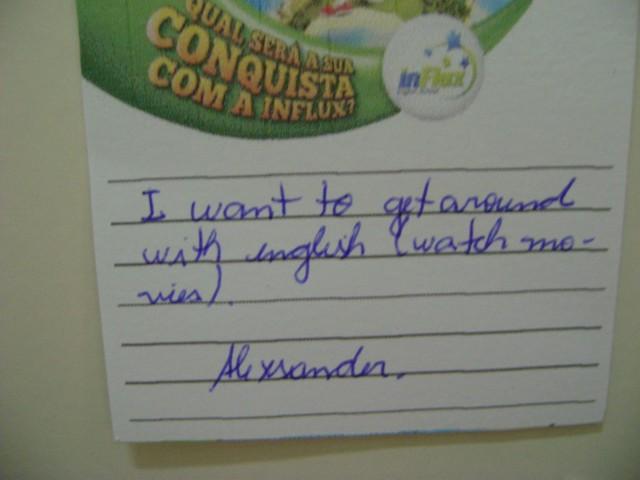 QUAL SERÁ A SUA
CONQUISTA
COM A INFLUX?
inFlux
I want to get around
with english (watch mo-
vies).
Alexsander.